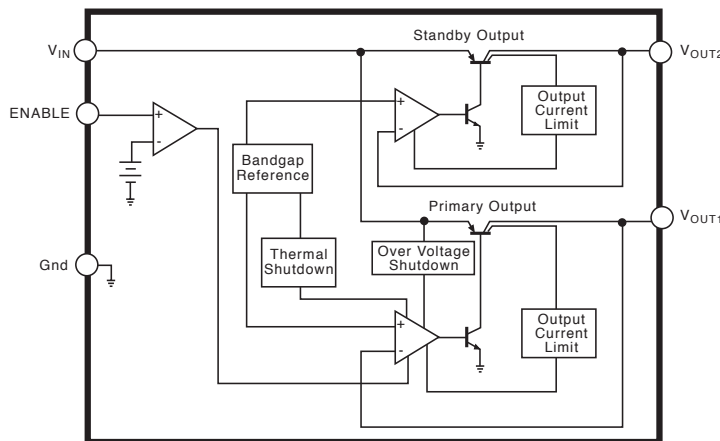 Standby Output
VIN
VOUT2
ENABLE
+
-
+
-
Output
Current
Limit
Bandgap
Reference
Primary Output
VOUT1
Thermal
Shutdown
Over Voltage
Shutdown
Gnd
+
-
Output
Current
Limit